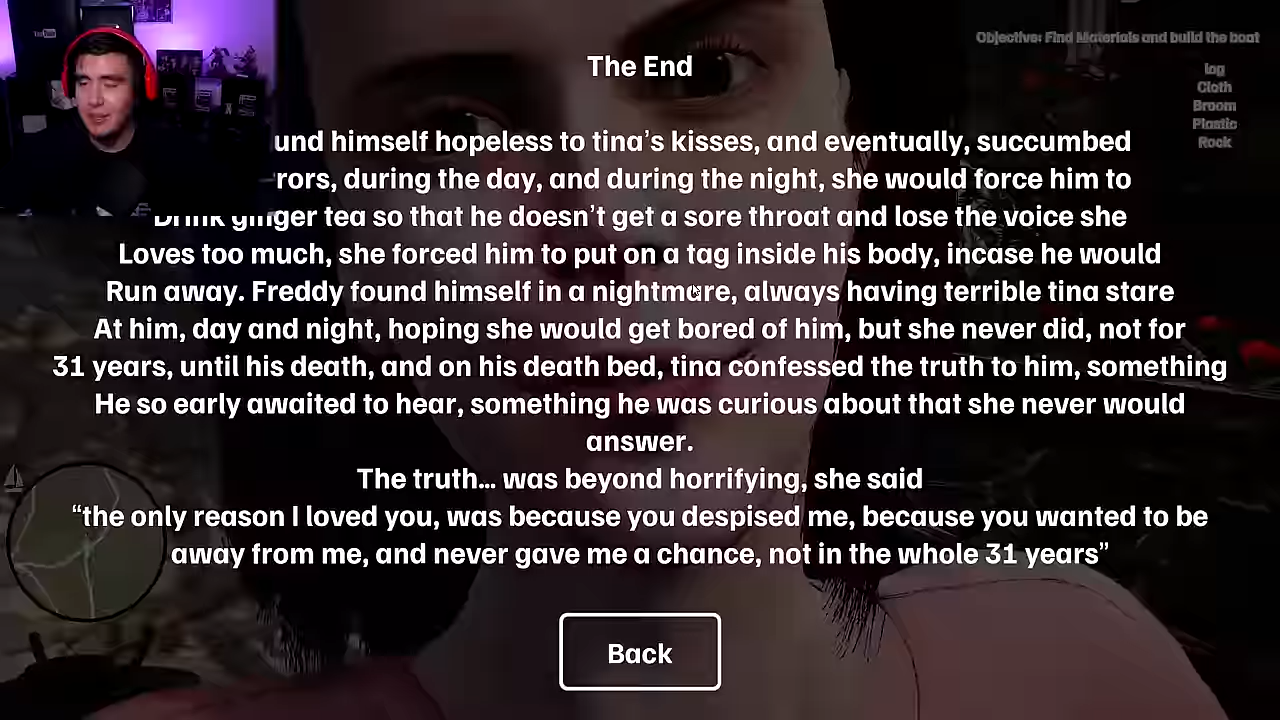 The End
Objective: Find Materials and build the boat
log
Cloth
Broom
Plastic
Rock
himself hopeless to tina's kisses, and eventually, succumbed
during the day, and during the night, she would force him to
Drink ginger tea so that he doesn't get a sore throat and lose the voice she
Loves too much, she forced him to put on a tag inside his body, incase he would
Run away. Freddy found himself in a nightmare, always having terrible tina stare
At him, day and night, hoping she would get bored of him, but she never did, not for
31 years, until his death, and on his death bed, tina confessed the truth to him, something
He so early awaited to hear, something he was curious about that she never would
answer.
The truth... was beyond horrifying, she said
“the only reason I loved you, was because you despised me, because you wanted to be
away from me, and never gave me a chance, not in the whole 31 years”
Back